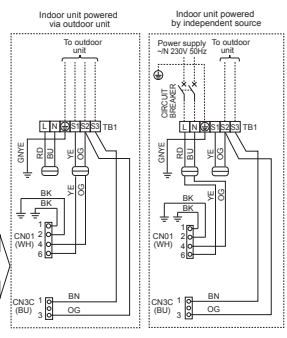 Indoor unit powered
via outdoor unit
To outdoor
unit
L N S1 S2 S3 TB1
GNYE
RD
BU
YE
OG
YE
OG
BK
BK
CN01
(WH)
1
2
4
6
CN3C
(BU)
1
3
BN
OG
Indoor unit powered
by independent source
Power supply
~/N 230V 50Hz
To outdoor
unit
CIRCUIT
BREAKER
L N S1 S2 S3 TB1
GNYE
RD
BU
YE
OG
YE
OG
BK
BK
CN01
(WH)
1
2
4
6
CN3C
(BU)
1
3
BN
OG